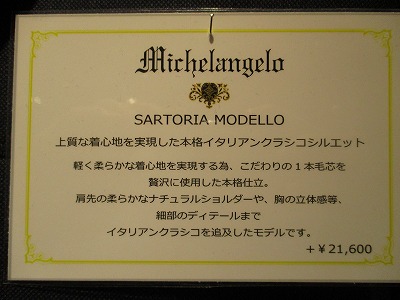 Michelangelo
SARTORIA MODELLO
上質な着心地を実現した本格イタリアンクラシコシルエット
軽く柔らかな着心地を実現する為、こだわりの1本毛芯を
贅沢に使用した本格仕立。
肩先の柔らかなナチュラルショルダーや、胸の立体感等、
細部のディテールまで
イタリアンクラシコを追及したモデルです。
+¥21,600